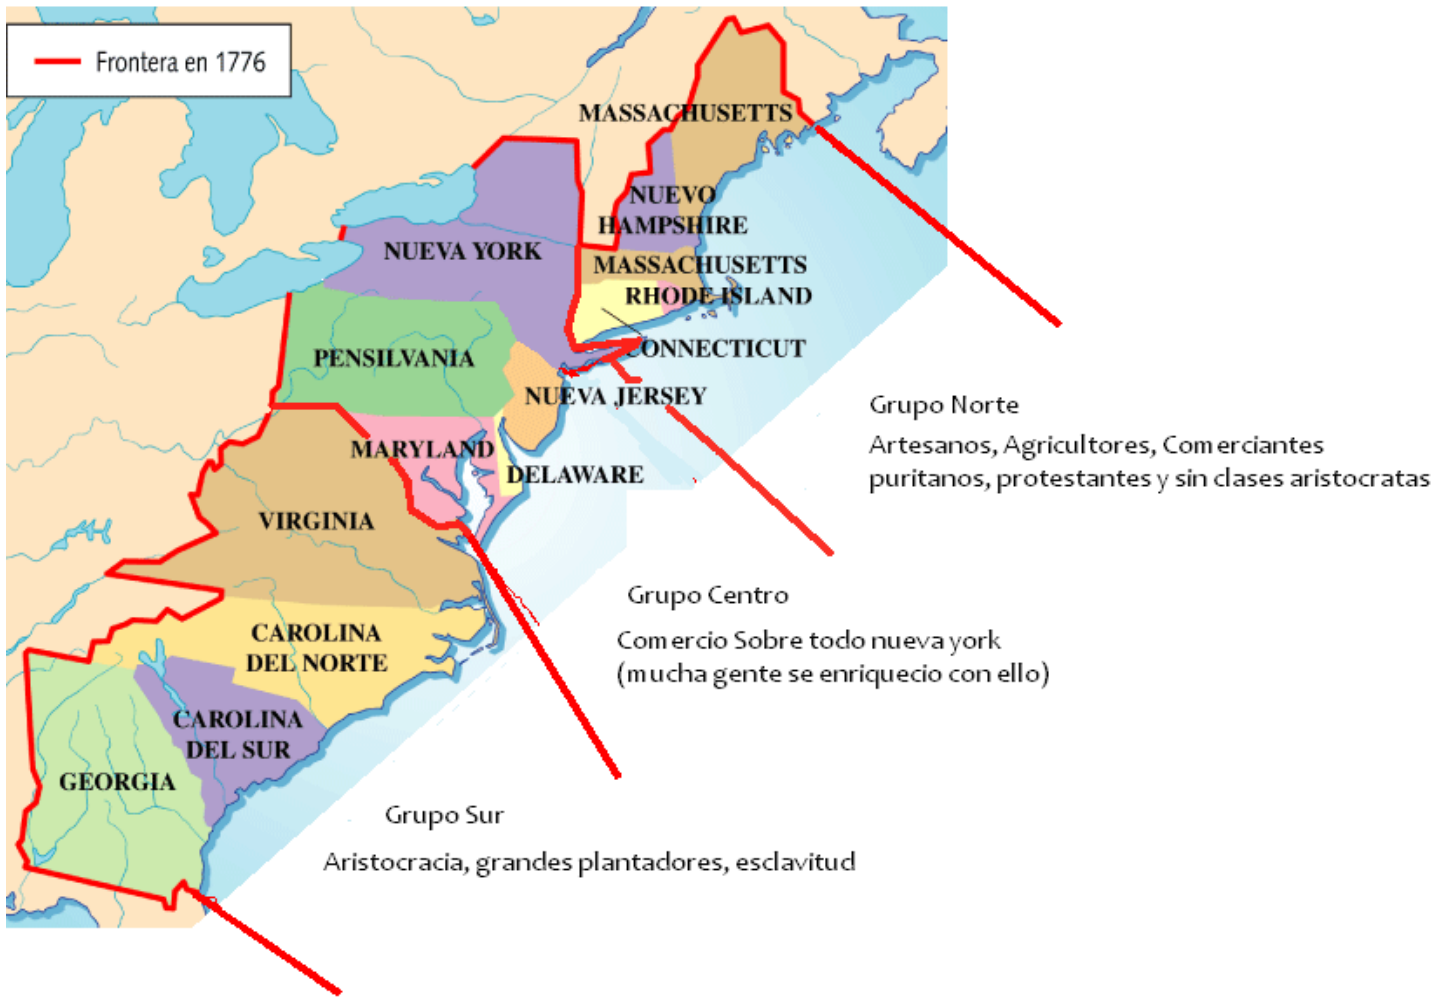 Frontera en 1776
MASSACHUSETTS
NUEVO
HAMPSHIRE
NUEVA YORK
MASSACHUSETTS
RHODE ISLAND
CONNECTICUT
PENSILVANIA
NUEVA JERSEY
MARYLAND
DELAWARE
VIRGINIA
CAROLINA
DEL NORTE
CAROLINA
DEL SUR
GEORGIA
Grupo Norte
Artesanos, Agricultores, Comerciantes
puritanos, protestantes y sin clases aristocratas
Grupo Centro
Comercio Sobre todo nueva york
(mucha gente se enriquecio con ello)
Grupo Sur
Aristocracia, grandes plantadores, esclavitud